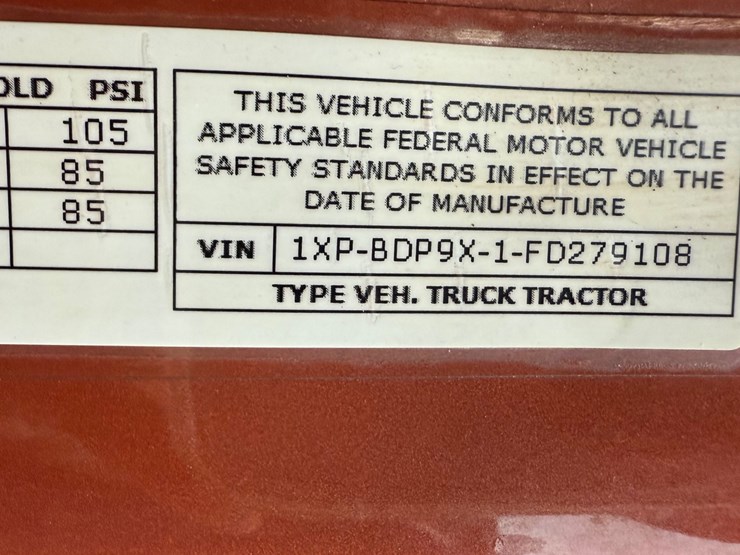 OLD PSI
105
85
85
THIS VEHICLE CONFORMS TO ALL
APPLICABLE FEDERAL MOTOR VEHICLE
SAFETY STANDARDS IN EFFECT ON THE
DATE OF MANUFACTURE
VIN 1XP-BDP9X-1-FD279108
TYPE VEH. TRUCK TRACTOR